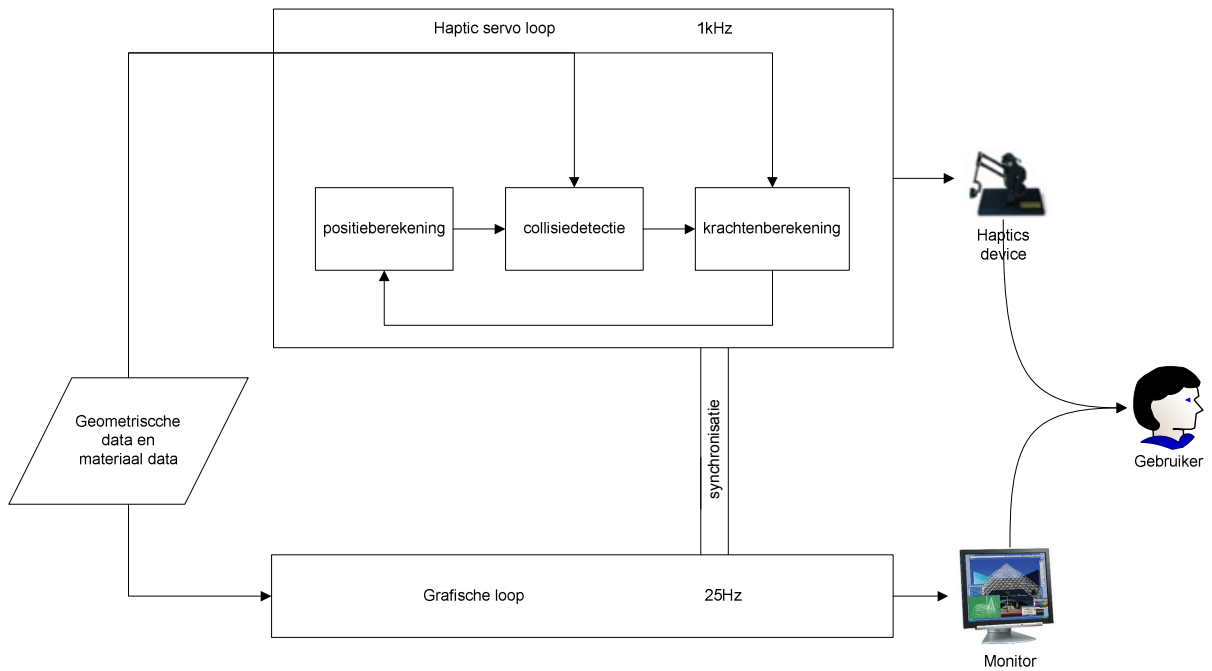 Haptic servo loop 1kHz
positieberekening
collisiedetectie
krachtenberekening
Haptics
device
Geometriscche
data en
materiaal data
synchronisatie
Gebruiker
Grafische loop 25Hz
Monitor